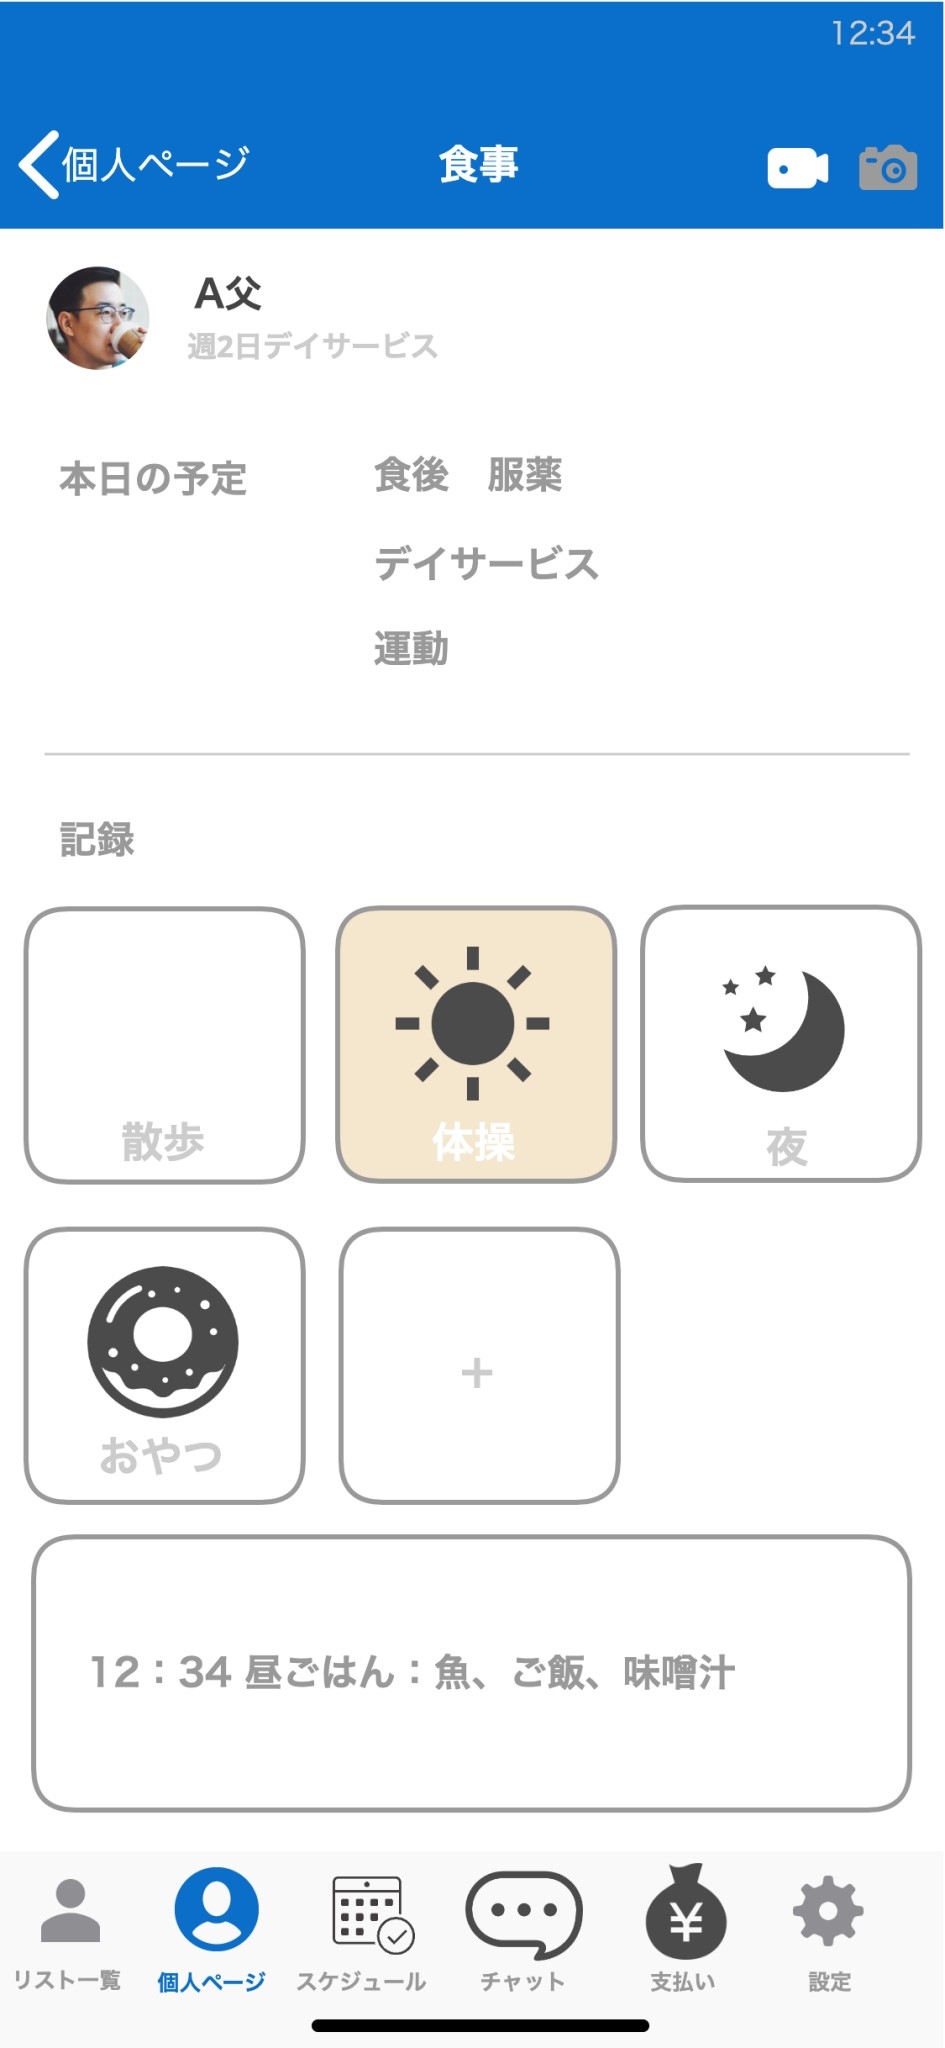 12:34
個人ページ
食事
A父
週2日デイサービス
本日の予定
食後　服薬
デイサービス
運動
記録
散歩
体操
夜
おやつ
+
12：34 昼ごはん：魚、ご飯、味噌汁
¥
リスト一覧
個人ページ
スケジュール
チャット
支払い
設定